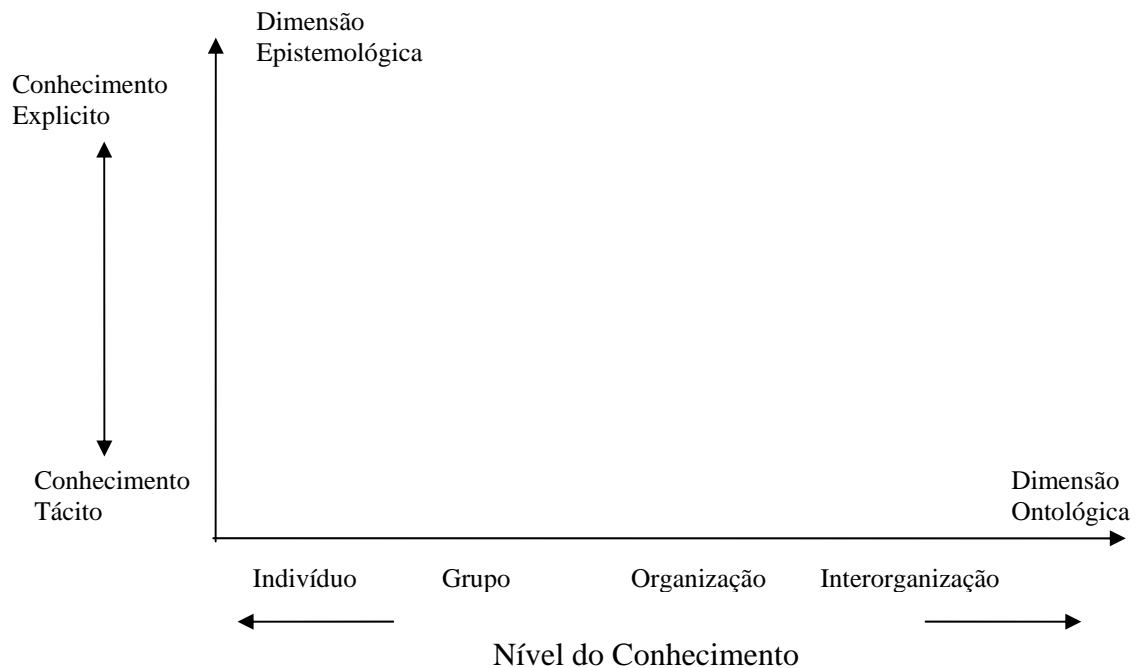 Dimensão
Epistemológica
Conhecimento
Explicito
Conhecimento
Tácito
Dimensão
Ontológica
Indivíduo Grupo Organização Interorganização
Nível do Conhecimento